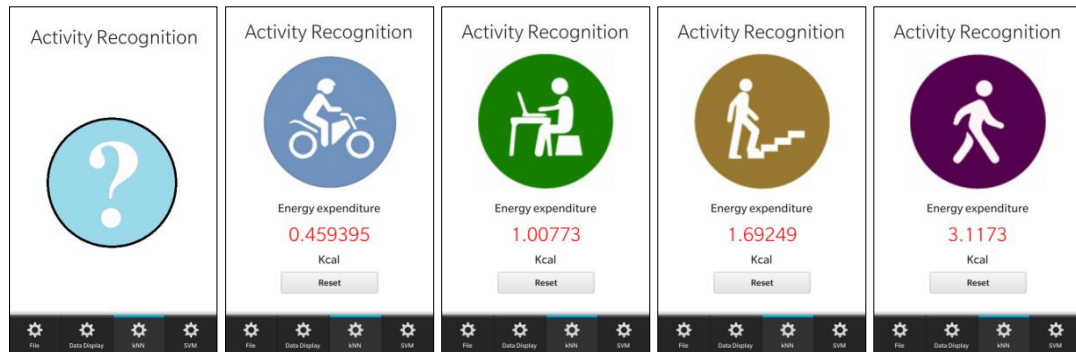 Activity Recognition
?
File
Data Display
kNN
SVM
Activity Recognition
Energy expenditure
0.459395
Kcal
Reset
File
Data Display
kNN
SVM
Activity Recognition
Energy expenditure
1.00773
Kcal
Reset
File
Data Display
kNN
SVM
Activity Recognition
Energy expenditure
1.69249
Kcal
Reset
File
Data Display
kNN
SVM
Activity Recognition
Energy expenditure
3.1173
Kcal
Reset
File
Data Display
kNN
SVM